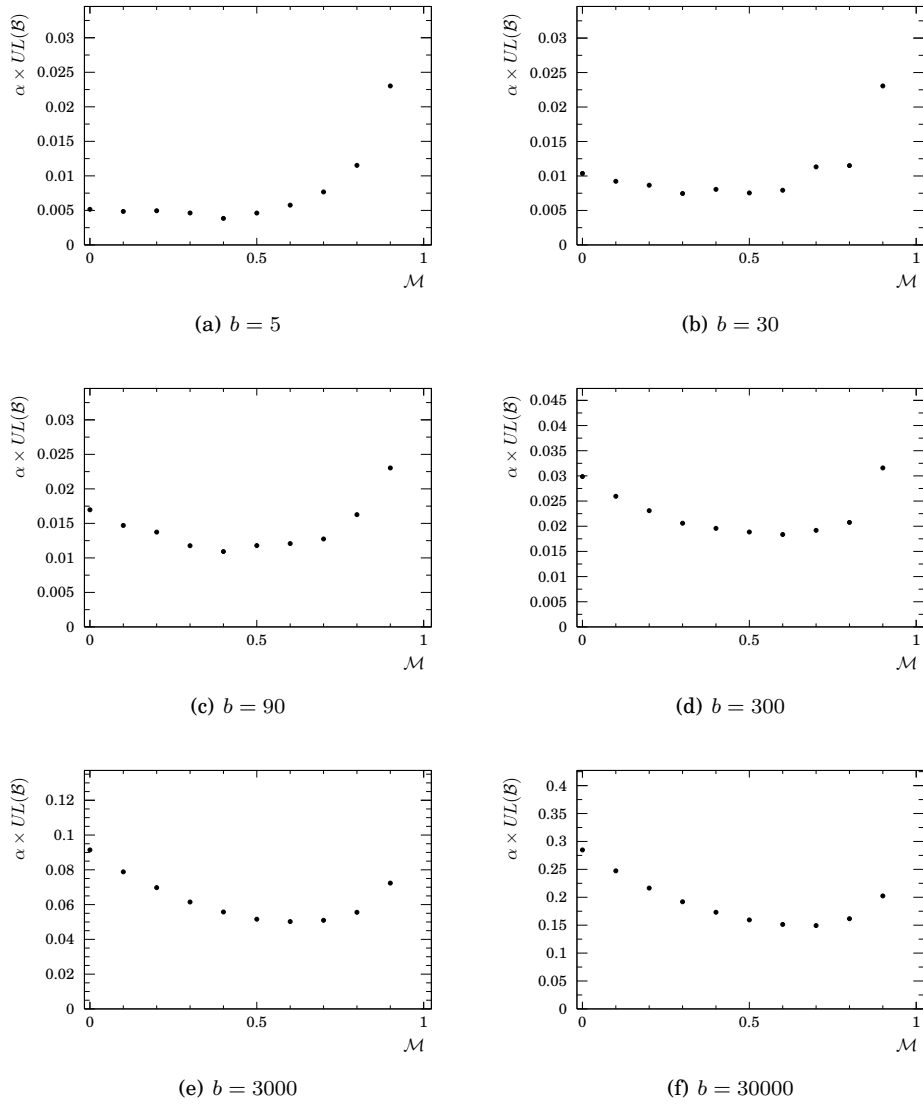 α × UL(ℬ)
0.03
0.025
0.02
0.015
0.01
0.005
0
0 0.5 1
ℳ
(a) b = 5
α × UL(ℬ)
0.03
0.025
0.02
0.015
0.01
0.005
0
0 0.5 1
ℳ
(b) b = 30
α × UL(ℬ)
0.03
0.025
0.02
0.015
0.01
0.005
0
0 0.5 1
ℳ
(c) b = 90
α × UL(ℬ)
0.045
0.04
0.035
0.03
0.025
0.02
0.015
0.01
0.005
0
0 0.5 1
ℳ
(d) b = 300
α × UL(ℬ)
0.12
0.1
0.08
0.06
0.04
0.02
0
0 0.5 1
ℳ
(e) b = 3000
α × UL(ℬ)
0.4
0.35
0.3
0.25
0.2
0.15
0.1
0.05
0
0 0.5 1
ℳ
(f) b = 30000